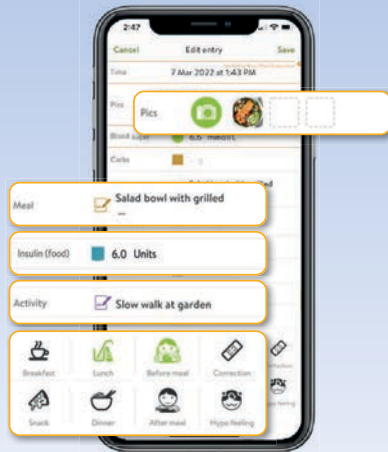 2:47
Cancel Edit entry Save
Time 7 Mar 2022 at 1:43 PM
Pics
Pics
Blood sugar 6.5 mmol/L
Carbs
Meal Salad bowl with grilled
...
Insulin (food) 6.0 Units
Activity Slow walk at garden
Breakfast Lunch Before meal Correction
Snack Dinner After meal Hypo feeling